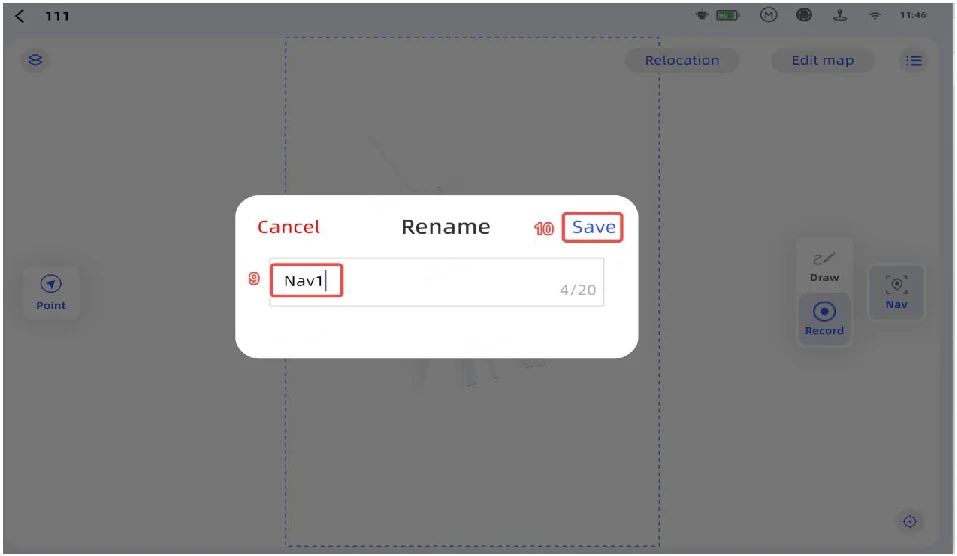 111
M
11:46
Relocation
Edit map
Cancel
Rename
10
Save
9
Nav1
4/20
Point
Draw
Nav
Record